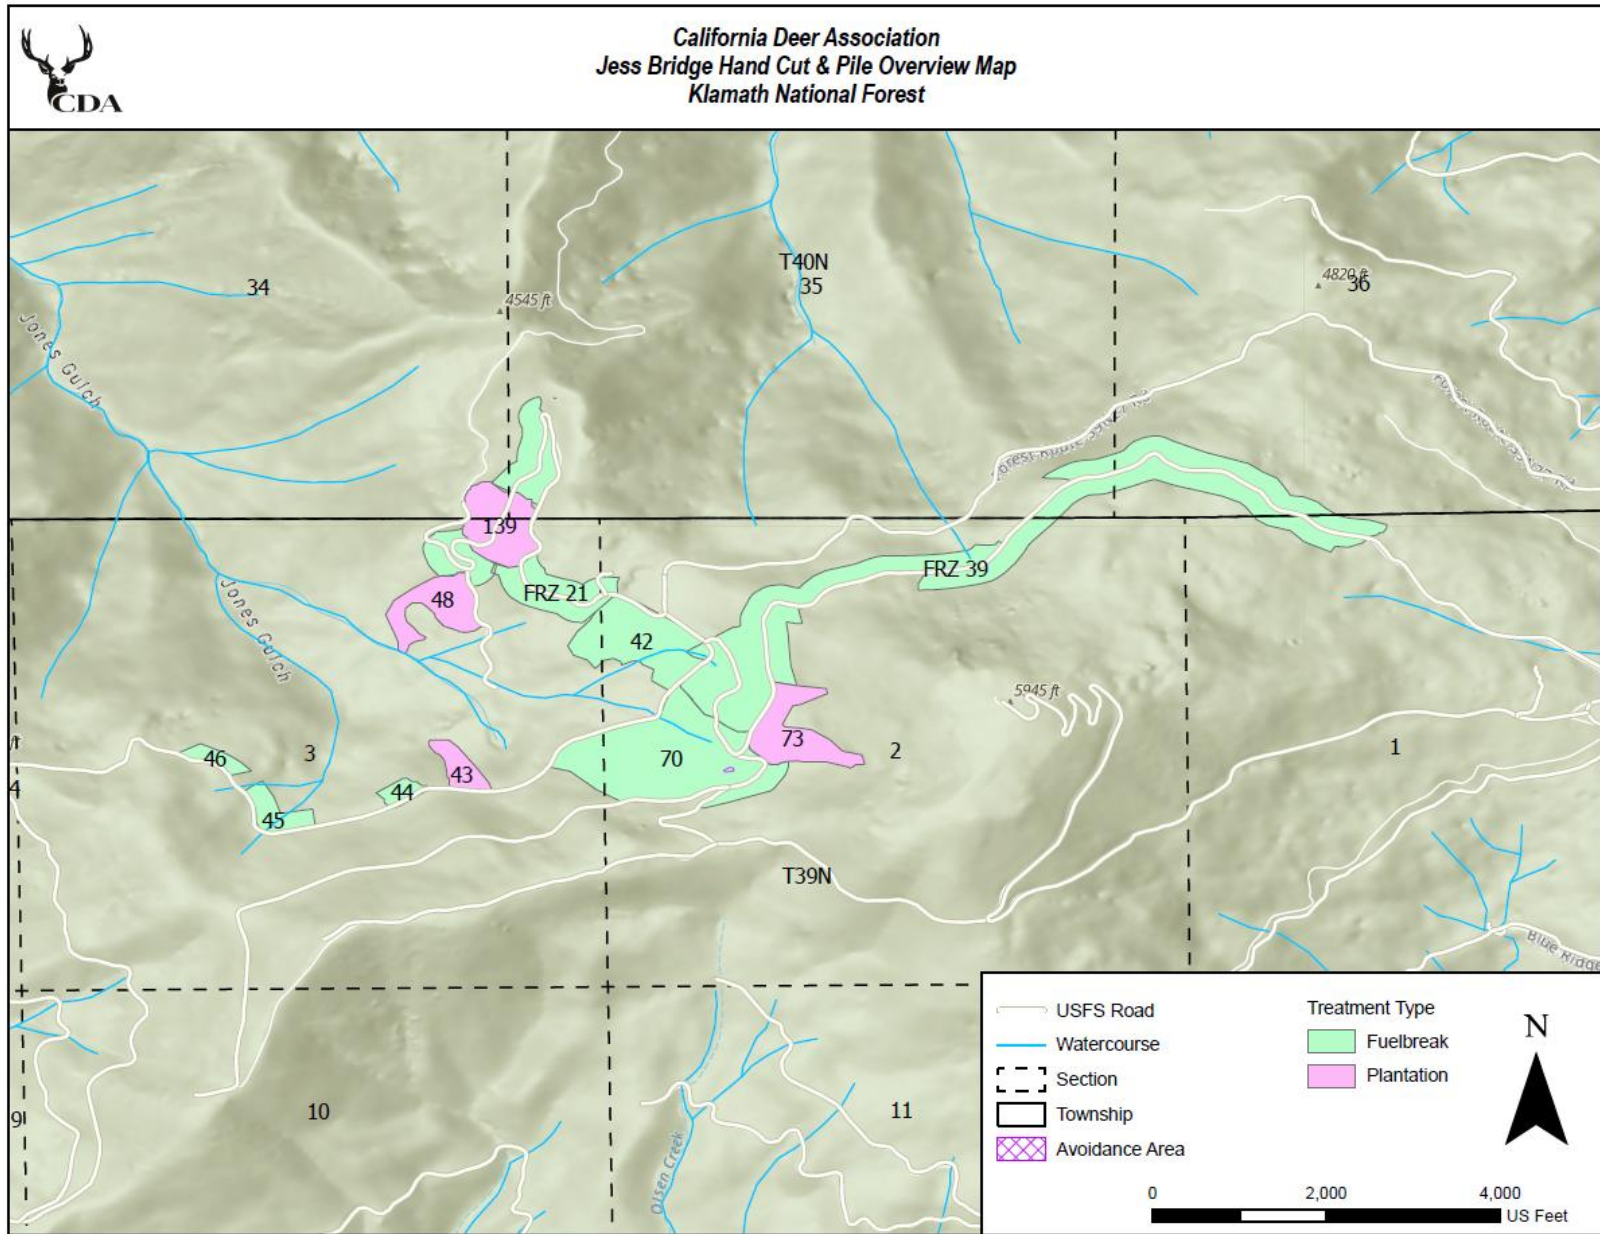 CDA
California Deer Association
Jess Bridge Hand Cut & Pile Overview Map
Klamath National Forest
T40N
34
35
36
4820 ft
4545 ft
Jones Gulch
139
FRZ 39
48
FRZ 21
42
Jones Gulch
5945 ft
46
3
73
2
1
70
43
44
4
45
T39N
Blue Ridge
10
11
9
Olsen Creek
USFS Road
Watercourse
Section
Township
Avoidance Area
Treatment Type
Fuelbreak
Plantation
N
0 2,000 4,000
US Feet